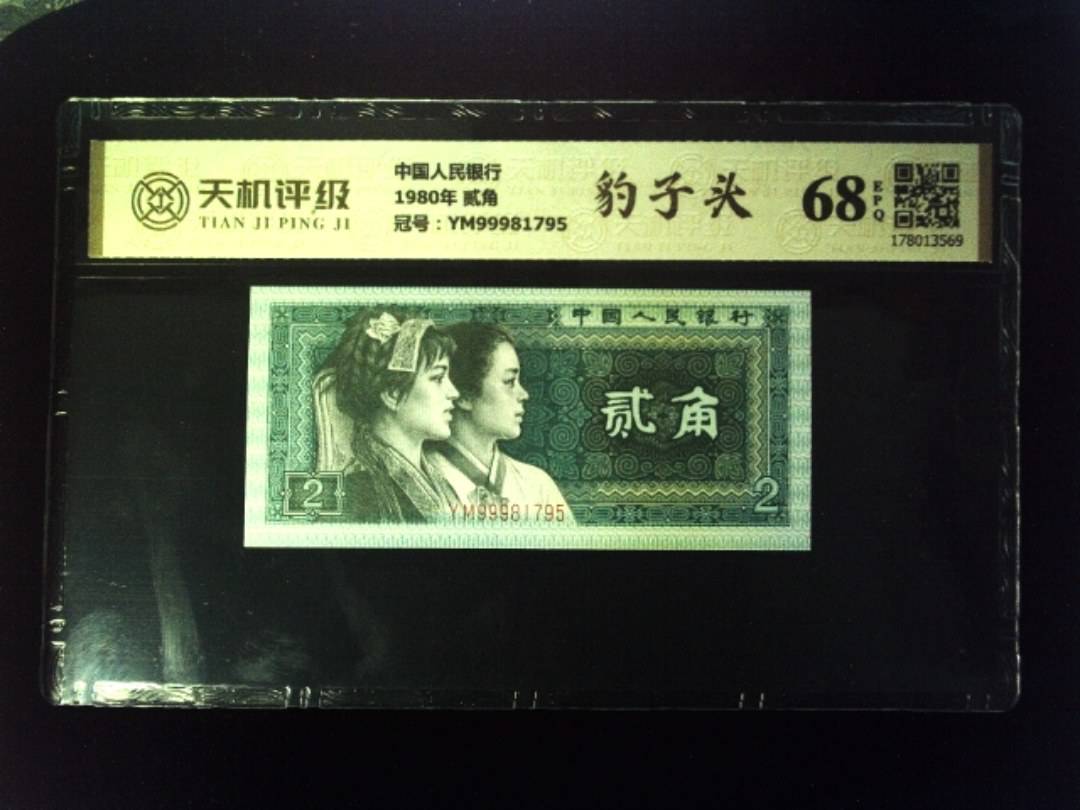 天机评级
TIAN JI PING JI
中国人民银行
1980年 贰角
冠号：YM99981795
豹子头
68
EPQ
178013569
中国人民银行
贰角
2
YM99981795
2